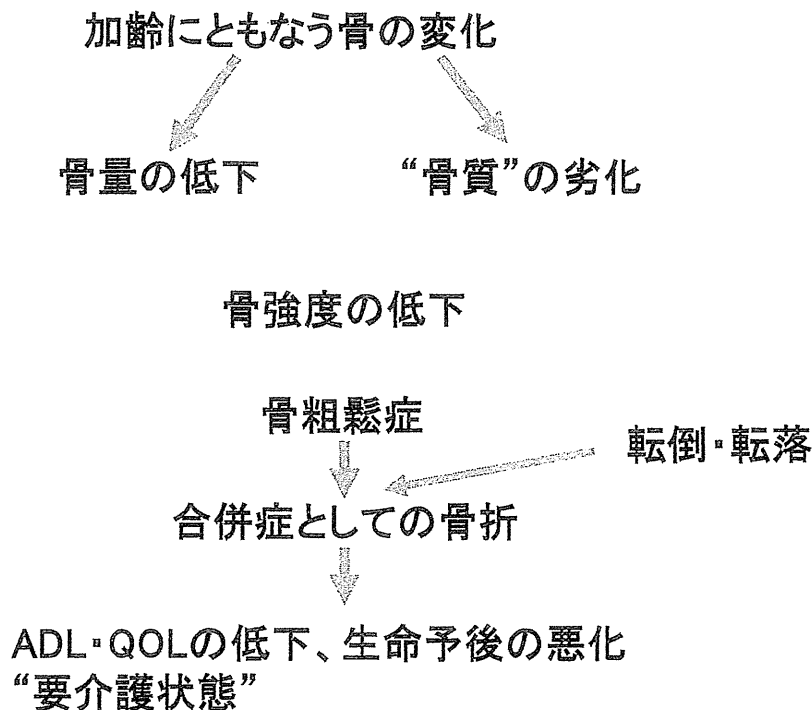 加齢にともなう骨の変化
骨量の低下
“骨質”の劣化
骨強度の低下
骨粗鬆症
転倒・転落
合併症としての骨折
ADL・QOLの低下、生命予後の悪化
“要介護状態”